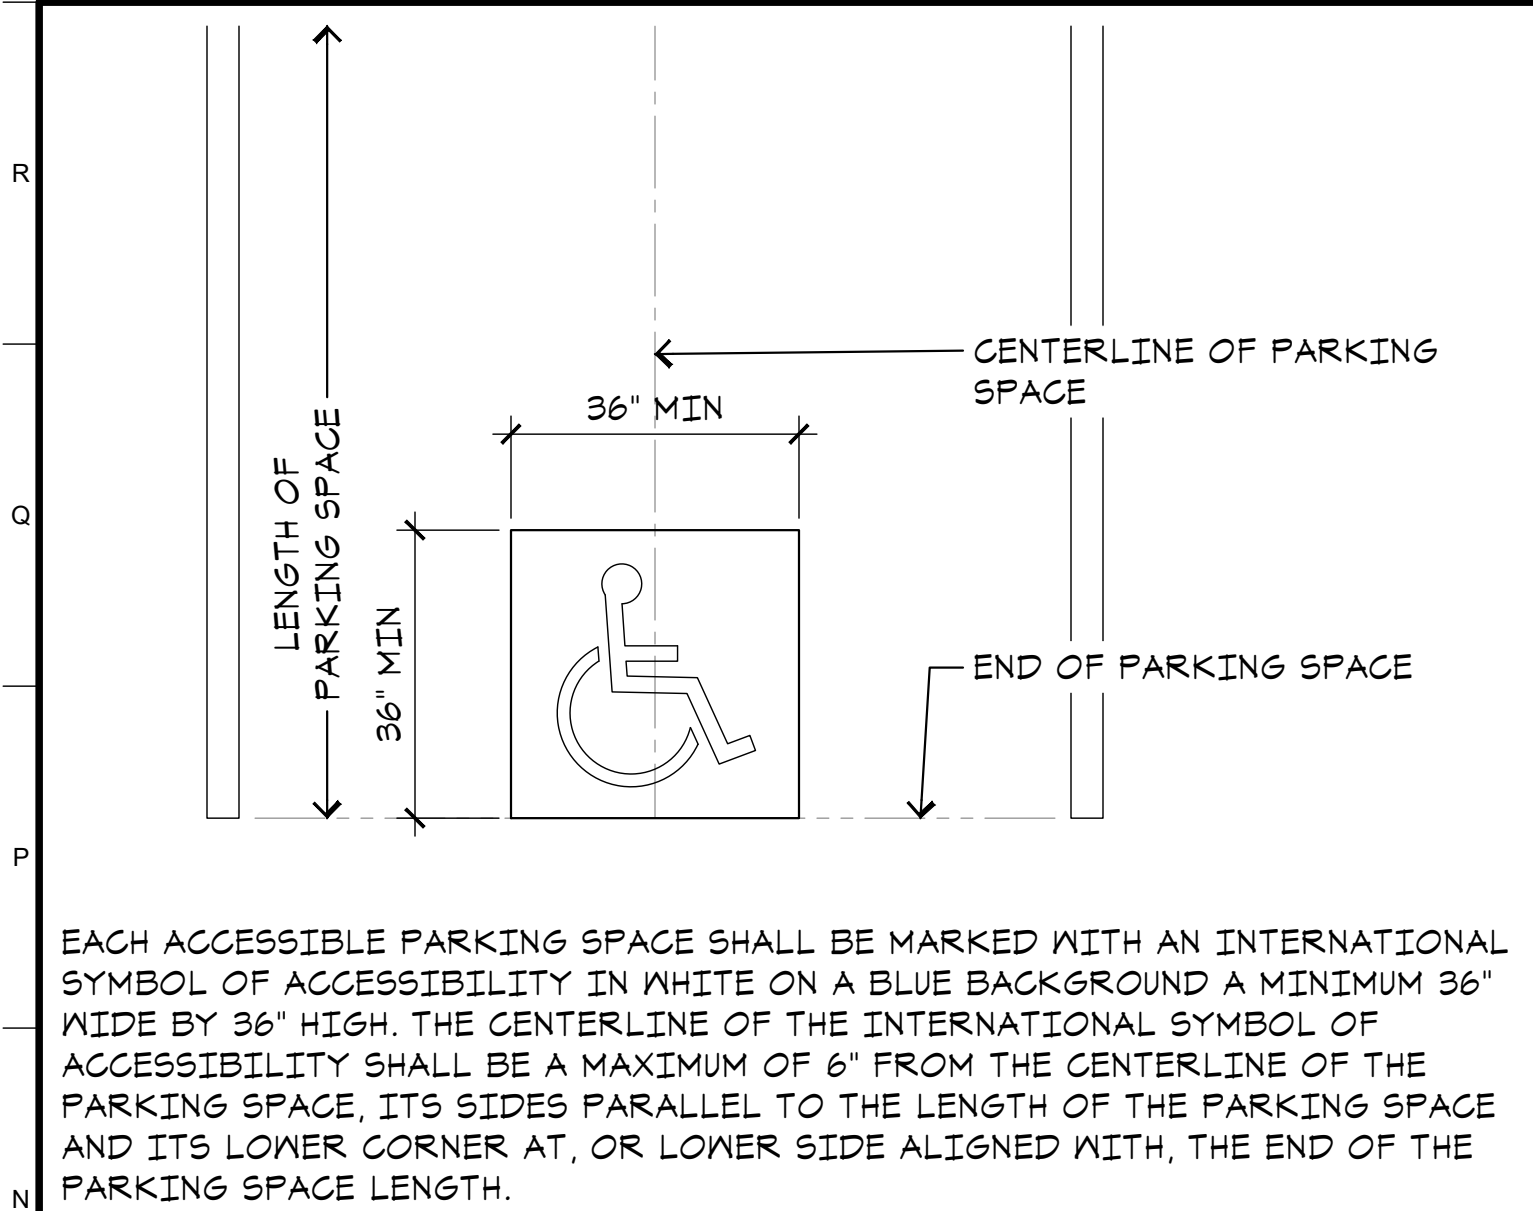 R
CENTERLINE OF PARKING
SPACE
36" MIN
LENGTH OF
PARKING SPACE
Q
36" MIN
END OF PARKING SPACE
P
EACH ACCESSIBLE PARKING SPACE SHALL BE MARKED WITH AN INTERNATIONAL
SYMBOL OF ACCESSIBILITY IN WHITE ON A BLUE BACKGROUND A MINIMUM 36"
WIDE BY 36" HIGH. THE CENTERLINE OF THE INTERNATIONAL SYMBOL OF
ACCESSIBILITY SHALL BE A MAXIMUM OF 6" FROM THE CENTERLINE OF THE
PARKING SPACE, ITS SIDES PARALLEL TO THE LENGTH OF THE PARKING SPACE
AND ITS LOWER CORNER AT, OR LOWER SIDE ALIGNED WITH, THE END OF THE
PARKING SPACE LENGTH.
N